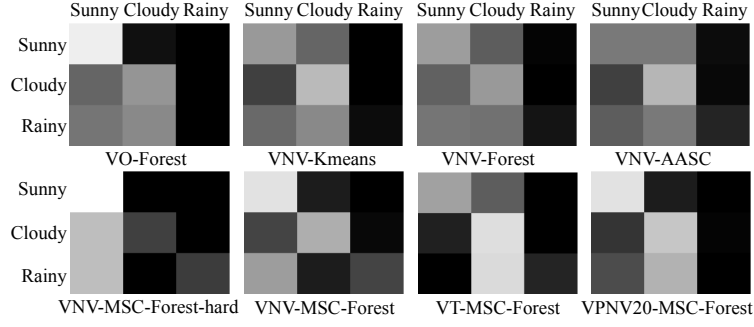 Sunny Cloudy Rainy Sunny Cloudy Rainy Sunny Cloudy Rainy Sunny Cloudy Rainy
Sunny
Cloudy
Rainy
VO-Forest VNV-Kmeans VNV-Forest VNV-AASC
Sunny
Cloudy
Rainy
VNV-MSC-Forest-hard VNV-MSC-Forest VT-MSC-Forest VPNV20-MSC-Forest